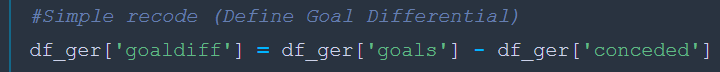 #Simple recode (Define Goal Differential)
df_ger['goaldiff'] = df_ger['goals'] - df_ger['conceded']